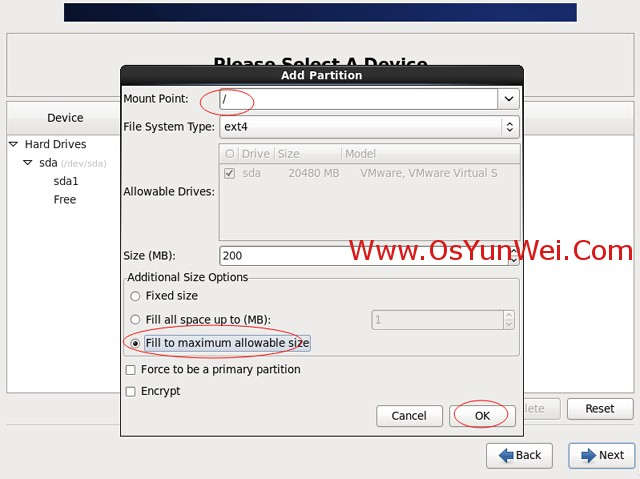 Please Select A Device
Add Partition
Mount Point: /
File System Type: ext4
Drive Size Model
sda 20480 MB VMware, VMware Virtual S
Allowable Drives:
Size (MB): 200
Additional Size Options
Fixed size
Fill all space up to (MB): 1
Fill to maximum allowable size
Force to be a primary partition
Encrypt
Cancel OK
Device
Hard Drives
sda (/dev/sda)
sda1
Free
Www.OsYunWei.Com
Reset
Back Next